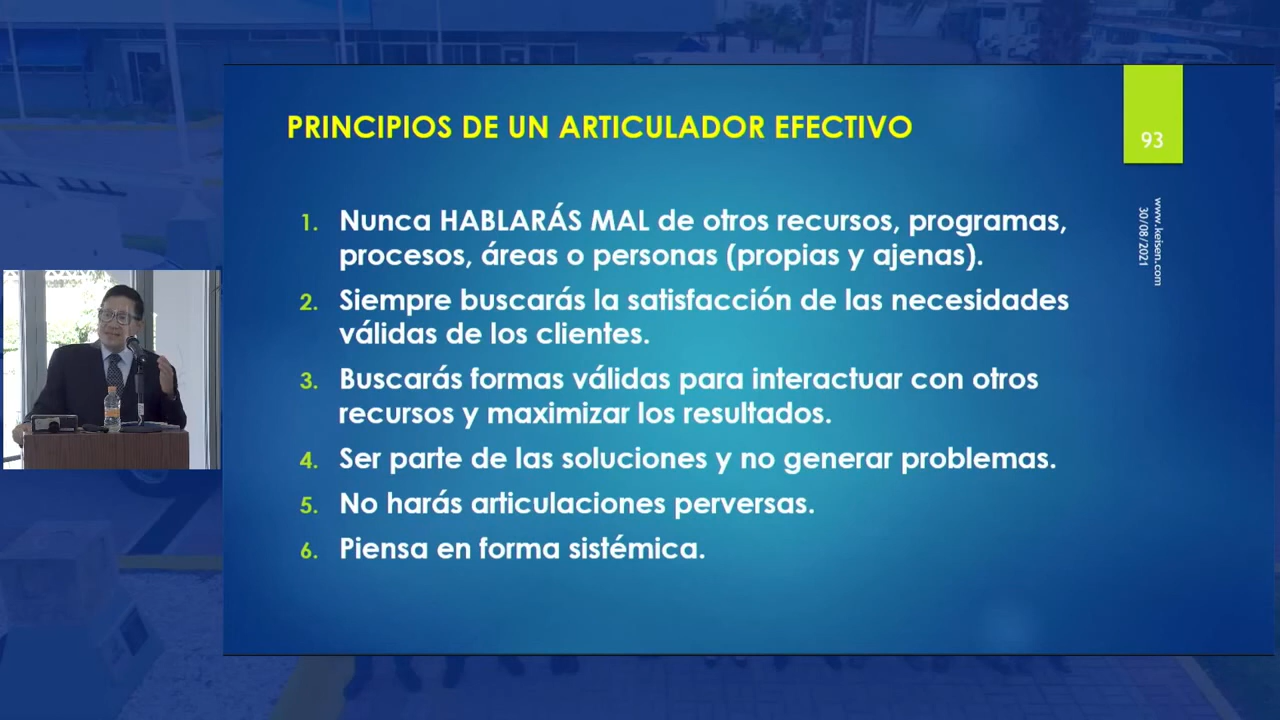 PRINCIPIOS DE UN ARTICULADOR EFECTIVO
93
www.keisen.com
30/08/2021
1. Nunca HABLARÁS MAL de otros recursos, programas,
procesos, áreas o personas (propias y ajenas).
2. Siempre buscarás la satisfacción de las necesidades
válidas de los clientes.
3. Buscarás formas válidas para interactuar con otros
recursos y maximizar los resultados.
4. Ser parte de las soluciones y no generar problemas.
5. No harás articulaciones perversas.
6. Piensa en forma sistémica.